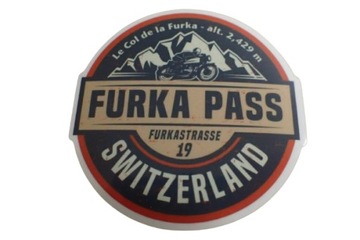 Le Col de la Furka - alt. 2,429 m
FURKA PASS
FURKASTRASSE
19
SWITZERLAND